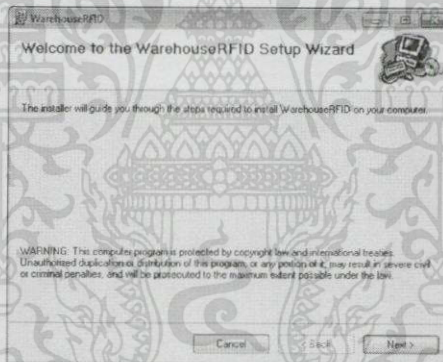 WarehouseRFID
Welcome to the WarehouseRFID Setup Wizard
The installer will guide you through the steps required to install WarehouseRFID on your computer.
WARNING: This computer program is protected by copyright law and international treaties.
Unauthorized duplication or distribution of this program, or any portion of it, may result in severe civil
or criminal penalties, and will be prosecuted to the maximum extent possible under the law.
Cancel < Back Next >